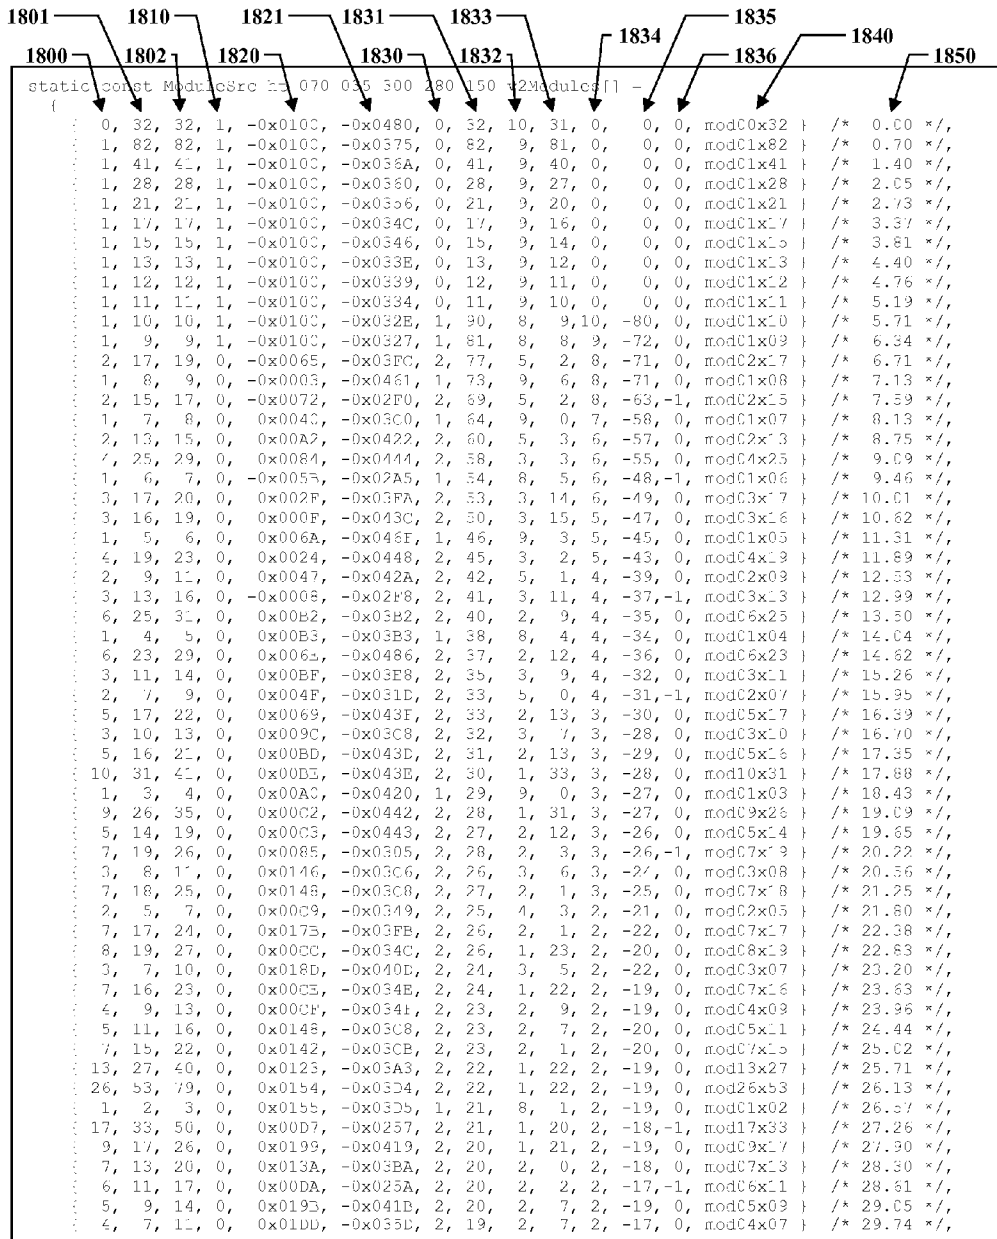 1801 1810 1821 1831 1833 1835
1834 1840
1800 1802 1820 1830 1832 1836 1850
static const ModuleSrc ht 070 035 300 280 150 v2Modules[] =
{
{ 0, 32, 32, 1, -0x0100, -0x0480, 0, 32, 10, 31, 0, 0, 0, mod00x32 } /* 0.00 */,
{ 1, 82, 82, 1, -0x0100, -0x0375, 0, 82, 9, 81, 0, 0, 0, mod01x82 } /* 0.70 */,
{ 1, 41, 41, 1, -0x0100, -0x036A, 0, 41, 9, 40, 0, 0, 0, mod01x41 } /* 1.40 */,
{ 1, 28, 28, 1, -0x0100, -0x0360, 0, 28, 9, 27, 0, 0, 0, mod01x28 } /* 2.05 */,
{ 1, 21, 21, 1, -0x0100, -0x0356, 0, 21, 9, 20, 0, 0, 0, mod01x21 } /* 2.73 */,
{ 1, 17, 17, 1, -0x0100, -0x034C, 0, 17, 9, 16, 0, 0, 0, mod01x17 } /* 3.37 */,
{ 1, 15, 15, 1, -0x0100, -0x0346, 0, 15, 9, 14, 0, 0, 0, mod01x15 } /* 3.81 */,
{ 1, 13, 13, 1, -0x0100, -0x033E, 0, 13, 9, 12, 0, 0, 0, mod01x13 } /* 4.40 */,
{ 1, 12, 12, 1, -0x0100, -0x0339, 0, 12, 9, 11, 0, 0, 0, mod01x12 } /* 4.76 */,
{ 1, 11, 11, 1, -0x0100, -0x0334, 0, 11, 9, 10, 0, 0, 0, mod01x11 } /* 5.19 */,
{ 1, 10, 10, 1, -0x0100, -0x032E, 1, 90, 8, 9,10, -80, 0, mod01x10 } /* 5.71 */,
{ 1, 9, 9, 1, -0x0100, -0x0327, 1, 81, 8, 8, 9, -72, 0, mod01x09 } /* 6.34 */,
{ 2, 17, 19, 0, -0x0065, -0x03FC, 2, 77, 5, 2, 8, -71, 0, mod02x17 } /* 6.71 */,
{ 1, 8, 9, 0, -0x0003, -0x0461, 1, 73, 9, 6, 8, -71, 0, mod01x08 } /* 7.13 */,
{ 2, 15, 17, 0, -0x0072, -0x02F0, 2, 69, 5, 2, 8, -63,-1, mod02x15 } /* 7.59 */,
{ 1, 7, 8, 0, 0x0040, -0x03C0, 1, 64, 9, 0, 7, -58, 0, mod01x07 } /* 8.13 */,
{ 2, 13, 15, 0, 0x00A2, -0x0422, 2, 60, 5, 3, 6, -57, 0, mod02x13 } /* 8.75 */,
{ 4, 25, 29, 0, 0x0084, -0x0444, 2, 58, 3, 3, 6, -55, 0, mod04x25 } /* 9.09 */,
{ 1, 6, 7, 0, -0x005B, -0x02A5, 1, 54, 8, 5, 6, -48,-1, mod01x06 } /* 9.46 */,
{ 3, 17, 20, 0, 0x002F, -0x03FA, 2, 53, 3, 14, 6, -49, 0, mod03x17 } /* 10.01 */,
{ 3, 16, 19, 0, 0x000F, -0x043C, 2, 50, 3, 15, 5, -47, 0, mod03x16 } /* 10.62 */,
{ 1, 5, 6, 0, 0x006A, -0x046F, 1, 46, 9, 3, 5, -45, 0, mod01x05 } /* 11.31 */,
{ 4, 19, 23, 0, 0x0024, -0x0448, 2, 45, 3, 2, 5, -43, 0, mod04x19 } /* 11.89 */,
{ 2, 9, 11, 0, 0x0047, -0x042A, 2, 42, 5, 1, 4, -39, 0, mod02x09 } /* 12.53 */,
{ 3, 13, 16, 0, -0x0008, -0x02F8, 2, 41, 3, 11, 4, -37,-1, mod03x13 } /* 12.99 */,
{ 6, 25, 31, 0, 0x00B2, -0x03B2, 2, 40, 2, 9, 4, -35, 0, mod06x25 } /* 13.50 */,
{ 1, 4, 5, 0, 0x00B3, -0x03B3, 1, 38, 8, 4, 4, -34, 0, mod01x04 } /* 14.04 */,
{ 6, 23, 29, 0, 0x006E, -0x0486, 2, 37, 2, 12, 4, -36, 0, mod06x23 } /* 14.62 */,
{ 3, 11, 14, 0, 0x00BF, -0x03E8, 2, 35, 3, 9, 4, -32, 0, mod03x11 } /* 15.26 */,
{ 2, 7, 9, 0, 0x004F, -0x031D, 2, 33, 5, 0, 4, -31,-1, mod02x07 } /* 15.95 */,
{ 5, 17, 22, 0, 0x0069, -0x043F, 2, 33, 2, 13, 3, -30, 0, mod05x17 } /* 16.39 */,
{ 3, 10, 13, 0, 0x009C, -0x03C8, 2, 32, 3, 7, 3, -28, 0, mod03x10 } /* 16.70 */,
{ 5, 16, 21, 0, 0x00BD, -0x043D, 2, 31, 2, 13, 3, -29, 0, mod05x16 } /* 17.35 */,
{ 10, 31, 41, 0, 0x00BE, -0x043E, 2, 30, 1, 33, 3, -28, 0, mod10x31 } /* 17.88 */,
{ 1, 3, 4, 0, 0x00A0, -0x0420, 1, 29, 9, 0, 3, -27, 0, mod01x03 } /* 18.43 */,
{ 9, 26, 35, 0, 0x00C2, -0x0442, 2, 28, 1, 31, 3, -27, 0, mod09x26 } /* 19.09 */,
{ 5, 14, 19, 0, 0x00C3, -0x0443, 2, 27, 2, 12, 3, -26, 0, mod05x14 } /* 19.65 */,
{ 7, 19, 26, 0, 0x0085, -0x0305, 2, 28, 2, 3, 3, -26,-1, mod07x19 } /* 20.22 */,
{ 3, 8, 11, 0, 0x0146, -0x03C6, 2, 26, 3, 6, 3, -24, 0, mod03x08 } /* 20.56 */,
{ 7, 18, 25, 0, 0x0148, -0x03C8, 2, 27, 2, 1, 3, -25, 0, mod07x18 } /* 21.25 */,
{ 2, 5, 7, 0, 0x00C9, -0x0349, 2, 25, 4, 3, 2, -21, 0, mod02x05 } /* 21.80 */,
{ 7, 17, 24, 0, 0x017B, -0x03FB, 2, 26, 2, 1, 2, -22, 0, mod07x17 } /* 22.38 */,
{ 8, 19, 27, 0, 0x00CC, -0x034C, 2, 26, 1, 23, 2, -20, 0, mod08x19 } /* 22.83 */,
{ 3, 7, 10, 0, 0x018D, -0x040D, 2, 24, 3, 5, 2, -22, 0, mod03x07 } /* 23.20 */,
{ 7, 16, 23, 0, 0x00CE, -0x034E, 2, 24, 1, 22, 2, -19, 0, mod07x16 } /* 23.63 */,
{ 4, 9, 13, 0, 0x00CF, -0x034F, 2, 23, 2, 9, 2, -19, 0, mod04x09 } /* 23.96 */,
{ 5, 11, 16, 0, 0x0148, -0x03C8, 2, 23, 2, 7, 2, -20, 0, mod05x11 } /* 24.44 */,
{ 7, 15, 22, 0, 0x0142, -0x03CB, 2, 23, 2, 1, 2, -20, 0, mod07x15 } /* 25.02 */,
{ 13, 27, 40, 0, 0x0123, -0x03A3, 2, 22, 1, 22, 2, -19, 0, mod13x27 } /* 25.71 */,
{ 26, 53, 79, 0, 0x0154, -0x03D4, 2, 22, 1, 22, 2, -19, 0, mod26x53 } /* 26.13 */,
{ 1, 2, 3, 0, 0x0155, -0x03D5, 1, 21, 8, 1, 2, -19, 0, mod01x02 } /* 26.57 */,
{ 17, 33, 50, 0, 0x00D7, -0x0257, 2, 21, 1, 20, 2, -18,-1, mod17x33 } /* 27.26 */,
{ 9, 17, 26, 0, 0x0199, -0x0419, 2, 20, 1, 21, 2, -19, 0, mod09x17 } /* 27.90 */,
{ 7, 13, 20, 0, 0x013A, -0x03BA, 2, 20, 2, 0, 2, -18, 0, mod07x13 } /* 28.30 */,
{ 6, 11, 17, 0, 0x00DA, -0x025A, 2, 20, 2, 2, 2, -17,-1, mod06x11 } /* 28.61 */,
{ 5, 9, 14, 0, 0x019B, -0x041B, 2, 20, 2, 7, 2, -19, 0, mod05x09 } /* 29.05 */,
{ 4, 7, 11, 0, 0x01DD, -0x035D, 2, 19, 2, 7, 2, -17, 0, mod04x07 } /* 29.74 */,